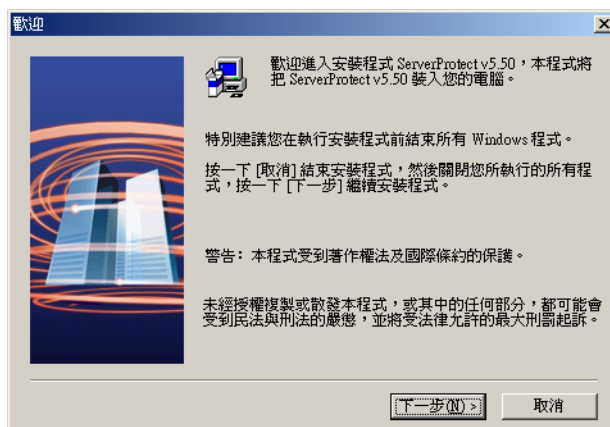 歡迎
歡迎進入安裝程式 ServerProtect v5.50，本程式將
把 ServerProtect v5.50 裝入您的電腦。
特別建議您在執行安裝程式前結束所有 Windows 程式。
按一下 [取消] 結束安裝程式，然後關閉您所執行的所有程
式，按一下 [下一步] 繼續安裝程式。
警告: 本程式受到著作權法及國際條約的保護。
未經授權複製或散發本程式，或其中的任何部分，都可能會
受到民法與刑法的嚴懲，並將受法律允許的最大刑罰起訴。
下一步(N) >
取消